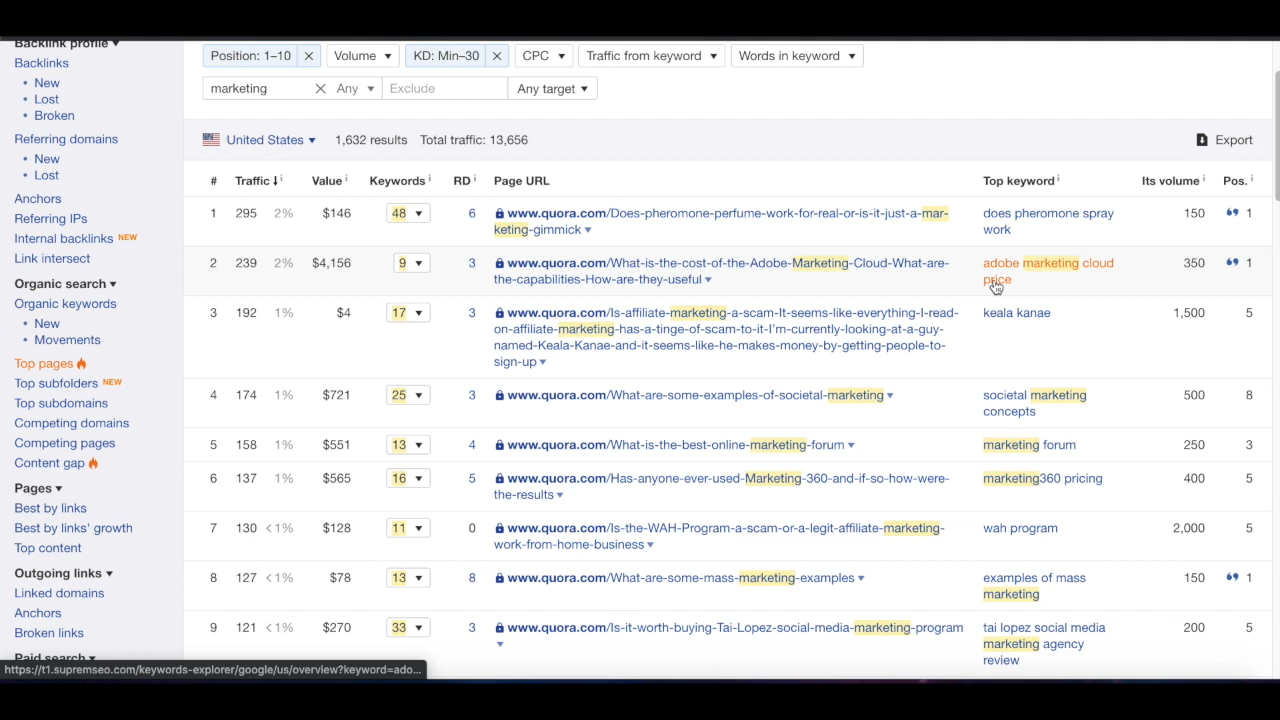 Backlink profile ▾
Backlinks
• New
• Lost
• Broken
Referring domains
• New
• Lost
Anchors
Referring IPs
Internal backlinks NEW
Link intersect
Organic search ▾
Organic keywords
• New
• Movements
Top pages
Top subfolders NEW
Top subdomains
Competing domains
Competing pages
Content gap
Pages ▾
Best by links
Best by links' growth
Top content
Outgoing links ▾
Linked domains
Anchors
Broken links
Paid search ▾
Position: 1–10 × Volume ▾ KD: Min–30 × CPC ▾ Traffic from keyword ▾ Words in keyword ▾
marketing × Any ▾ Exclude Any target ▾
United States ▾ 1,632 results Total traffic: 13,656 Export
# Traffic ↓ i Value i Keywords i RD i Page URL Top keyword i Its volume i Pos. i
1 295 2% $146 48 ▾ 6 www.quora.com/Does-pheromone-perfume-work-for-real-or-is-it-just-a-mar- does pheromone spray 150 1
keting-gimmick ▾ work
2 239 2% $4,156 9 ▾ 3 www.quora.com/What-is-the-cost-of-the-Adobe-Marketing-Cloud-What-are- adobe marketing cloud 350 1
the-capabilities-How-are-they-useful ▾ price
3 192 1% $4 17 ▾ 3 www.quora.com/Is-affiliate-marketing-a-scam-It-seems-like-everything-I-read- keala kanae 1,500 5
on-affiliate-marketing-has-a-tinge-of-scam-to-it-I'm-currently-looking-at-a-guy-
named-Keala-Kanae-and-it-seems-like-he-makes-money-by-getting-people-to-
sign-up ▾
4 174 1% $721 25 ▾ 3 www.quora.com/What-are-some-examples-of-societal-marketing ▾ societal marketing 500 8
concepts
5 158 1% $551 13 ▾ 4 www.quora.com/What-is-the-best-online-marketing-forum ▾ marketing forum 250 3
6 137 1% $565 16 ▾ 5 www.quora.com/Has-anyone-ever-used-Marketing-360-and-if-so-how-were- marketing360 pricing 400 5
the-results ▾
7 130 <1% $128 11 ▾ 0 www.quora.com/Is-the-WAH-Program-a-scam-or-a-legit-affiliate-marketing- wah program 2,000 5
work-from-home-business ▾
8 127 <1% $78 13 ▾ 8 www.quora.com/What-are-some-mass-marketing-examples ▾ examples of mass 150 1
marketing
9 121 <1% $270 33 ▾ 3 www.quora.com/Is-it-worth-buying-Tai-Lopez-social-media-marketing-program tai lopez social media 200 5
▾ marketing agency
review
https://t1.supremseo.com/keywords-explorer/google/us/overview?keyword=ado...